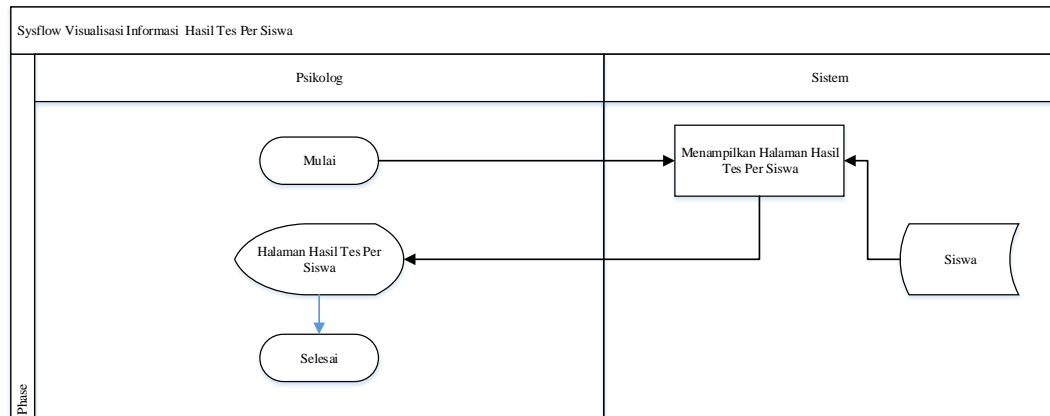 Sysflow Visualisasi Informasi Hasil Tes Per Siswa
Psikolog
Sistem
Mulai
Menampilkan Halaman Hasil
Tes Per Siswa
Halaman Hasil Tes Per
Siswa
Siswa
Selesai
Phase